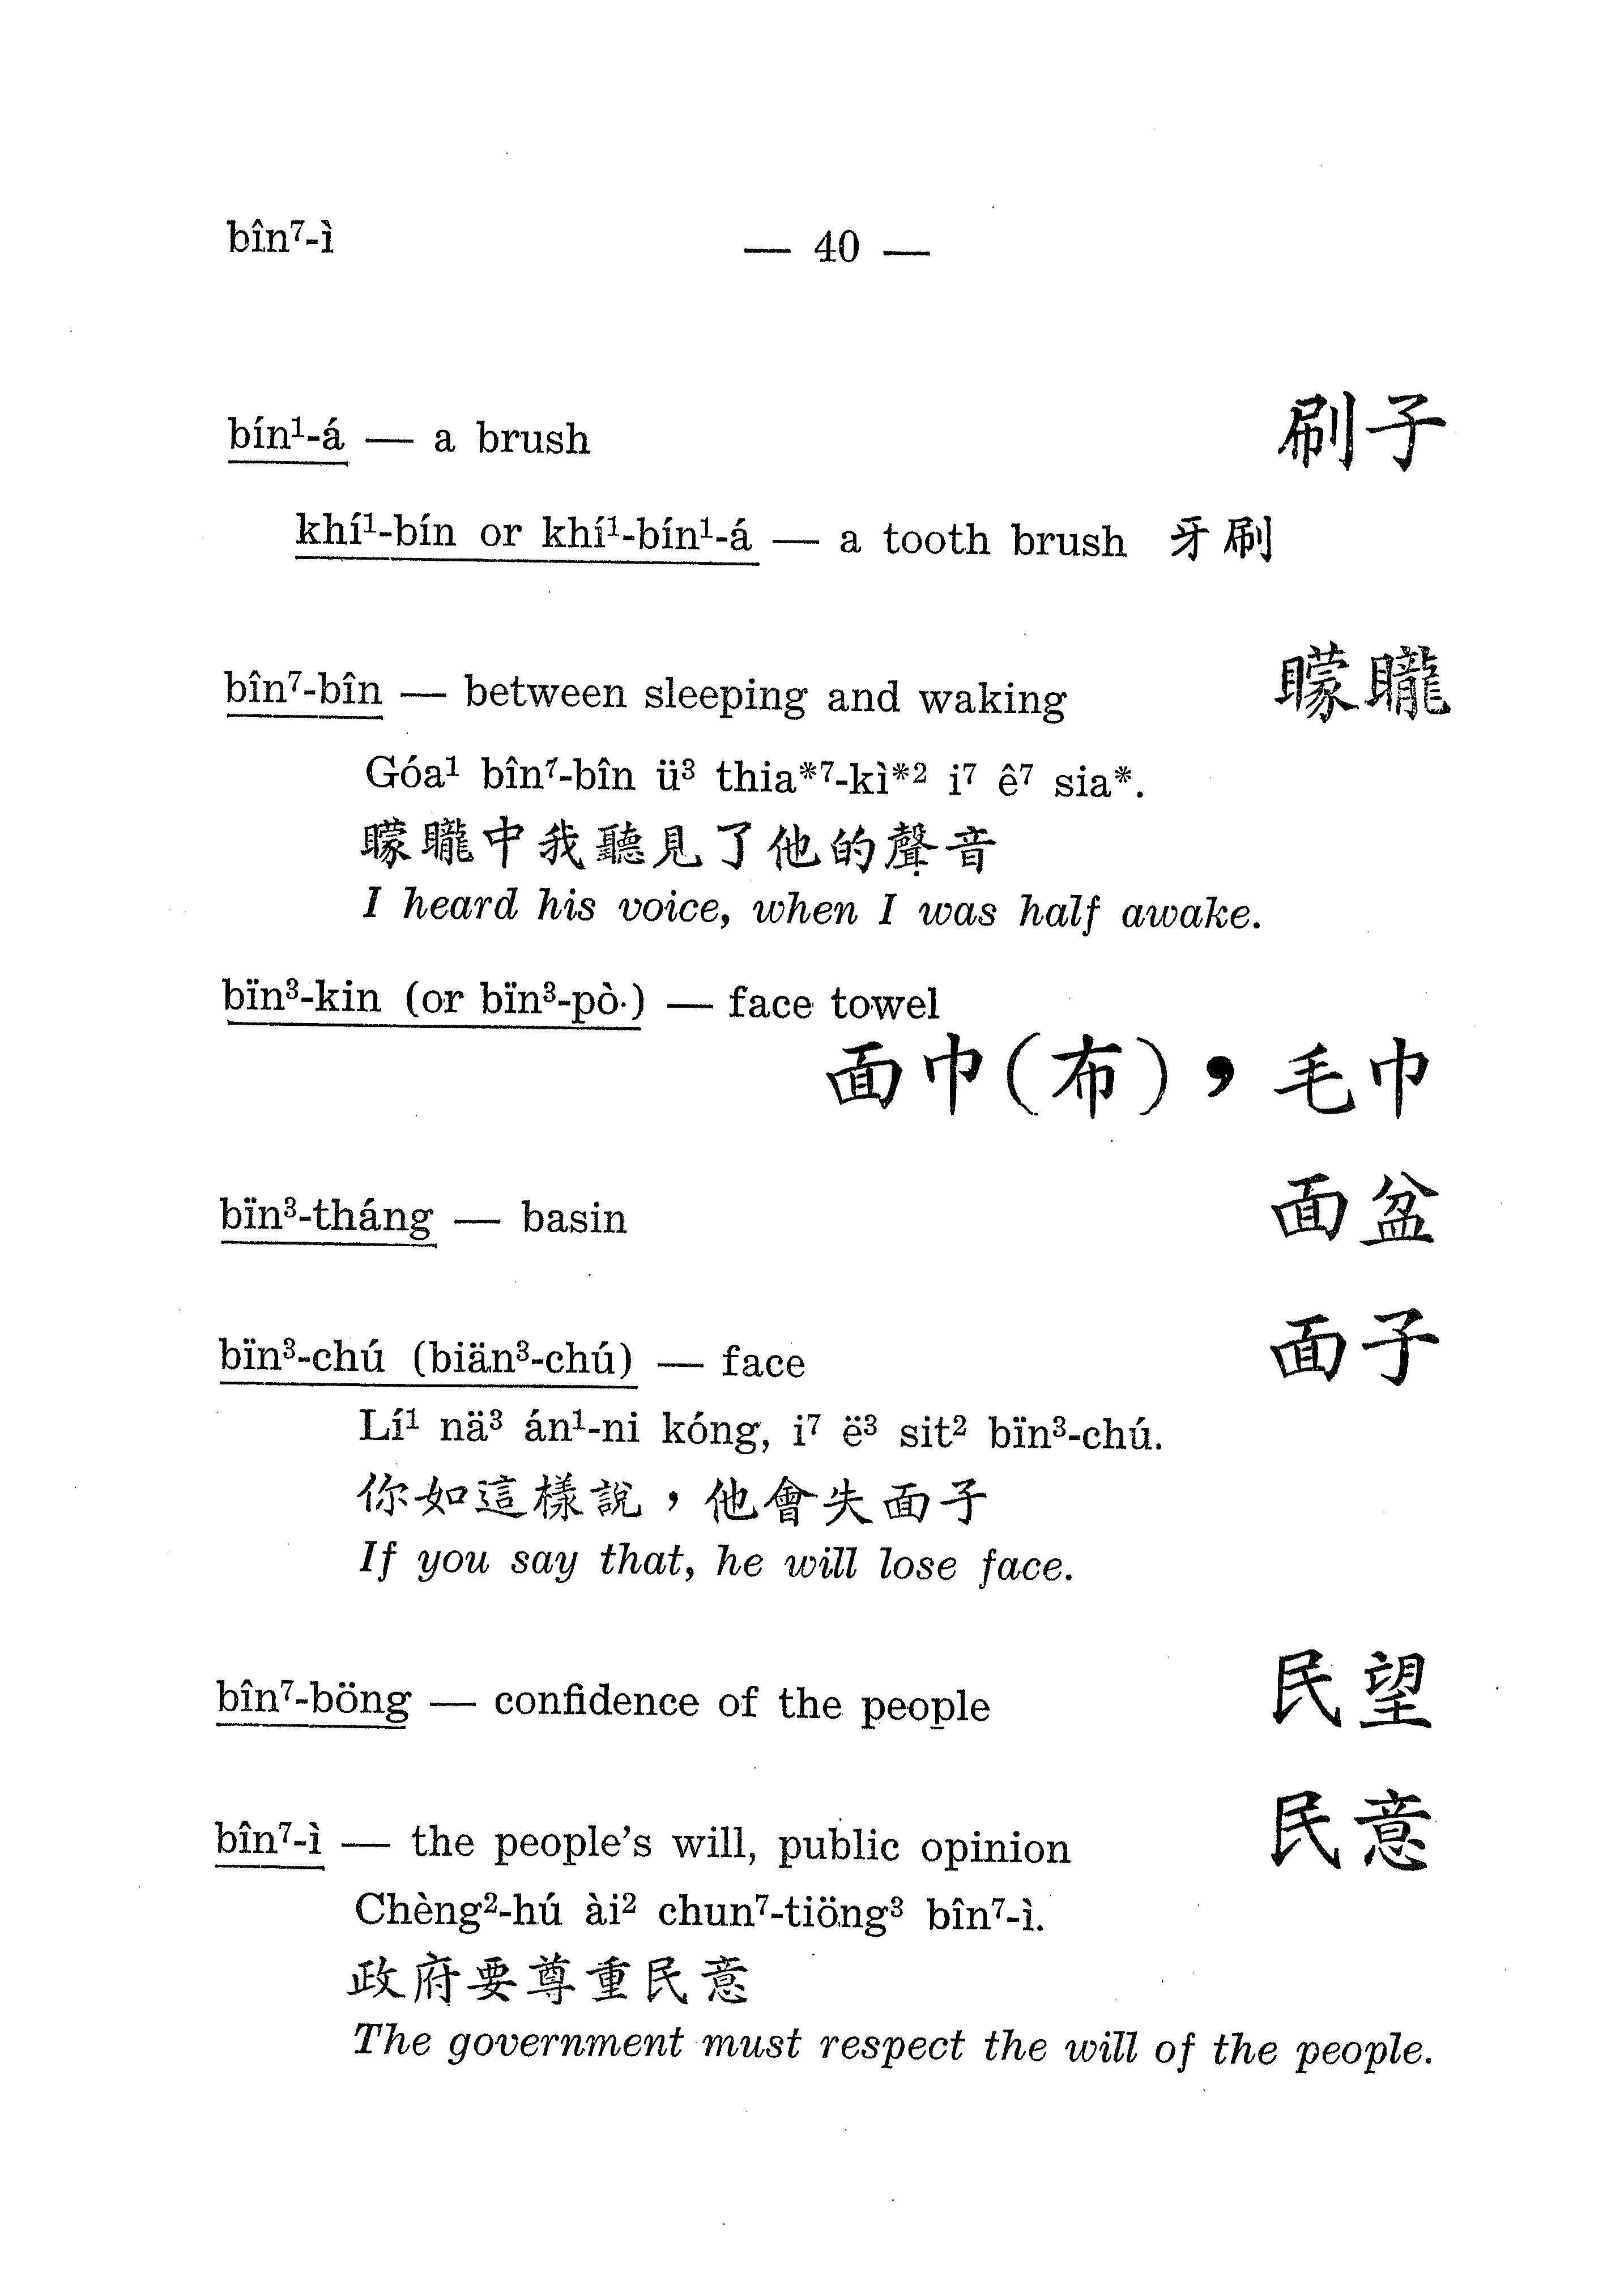 bîn⁷-ì
— 40 —
bín¹-á — a brush 刷子
khí¹-bín or khí¹-bín¹-á — a tooth brush 牙刷
bîn⁷-bîn — between sleeping and waking 矇矓
Góa¹ bîn⁷-bîn ü³ thia*⁷-kì*² i⁷ ê⁷ sia*.
矇矓中我聽見了他的聲音
I heard his voice, when I was half awake.
bïn³-kin (or bïn³-pò·) — face towel
面巾(布)，毛巾
bïn³-tháng — basin 面盆
bïn³-chú (biän³-chú) — face 面子
Lí¹ nä³ án¹-ni kóng, i⁷ ë³ sit² bïn³-chú.
你如這樣說，他會失面子
If you say that, he will lose face.
bîn⁷-böng — confidence of the people 民望
bîn⁷-ì — the people's will, public opinion 民意
Chèng²-hú ài² chun⁷-tiöng³ bîn⁷-ì.
政府要尊重民意
The government must respect the will of the people.